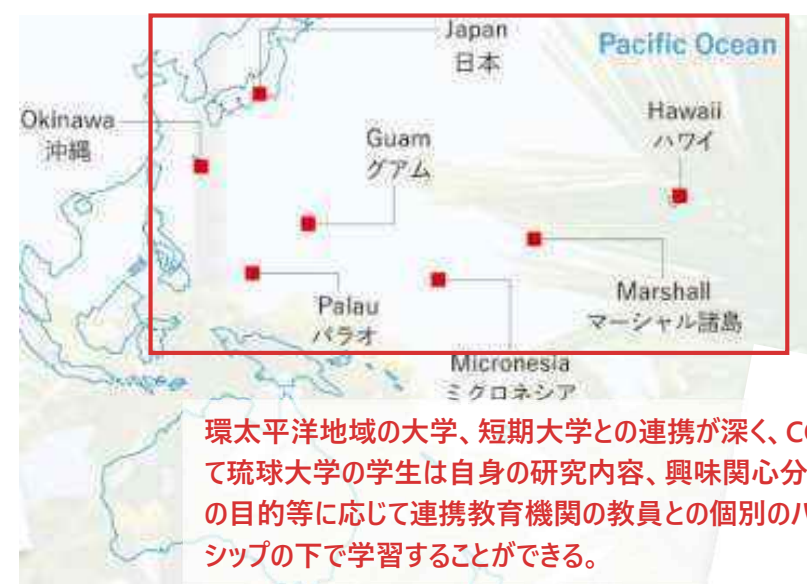 Japan
日本
Pacific Ocean
Okinawa
沖縄
Guam
グアム
Hawaii
ハワイ
Palau
パラオ
Marshall
マーシャル諸島
Micronesia
ミクロネシア
環太平洋地域の大学、短期大学との連携が深く、C
て琉球大学の学生は自身の研究内容、興味関心分
の目的等に応じて連携教育機関の教員との個別の
シップの下で学習することができる。